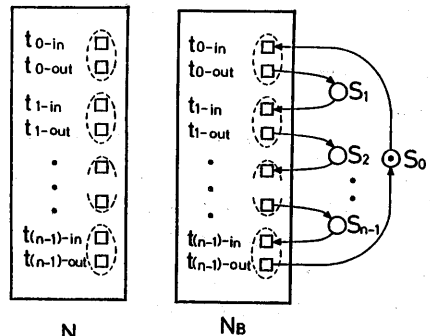 t0-in
t0-out
t1-in
t1-out
t(n-1)-in
t(n-1)-out
N
t0-in
t0-out
t1-in
t1-out
t(n-1)-in
t(n-1)-out
NB
S1
S2
Sn-1
S0